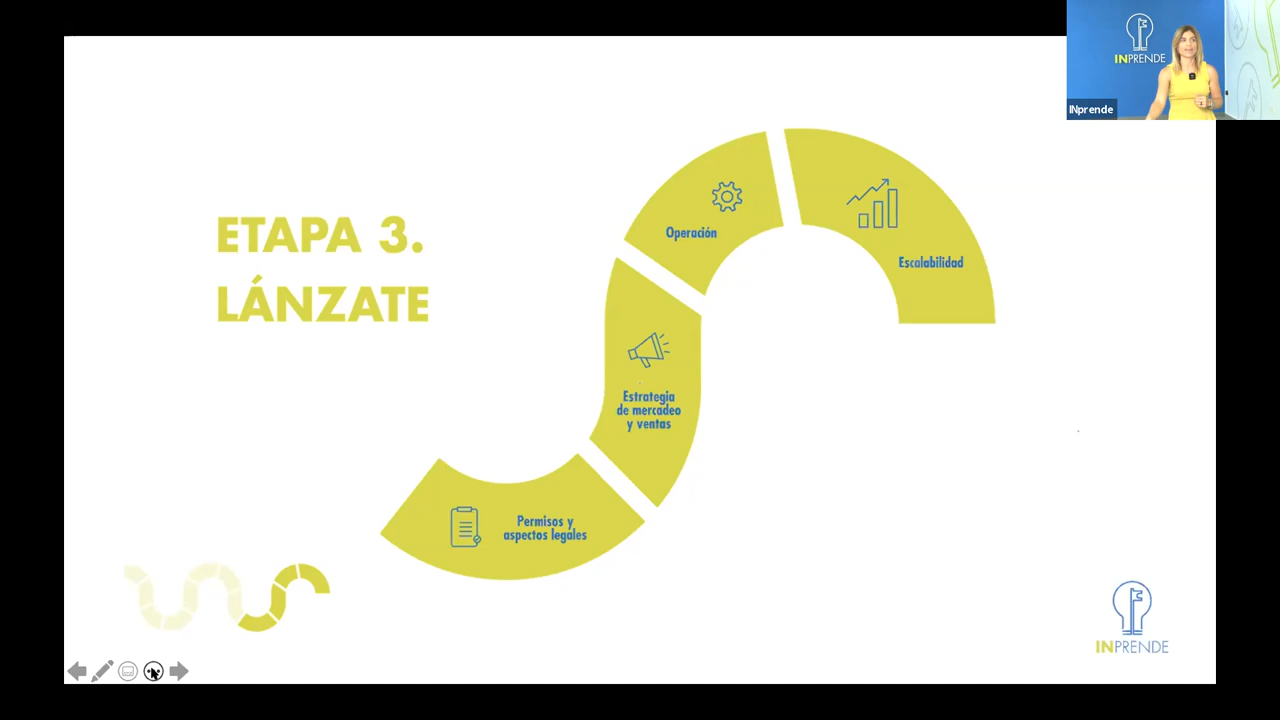 INPRENDE
INprende
ETAPA 3.
LÁNZATE
Operación
Escalabilidad
Estrategia
de mercadeo
y ventas
Permisos y
aspectos legales
INPRENDE